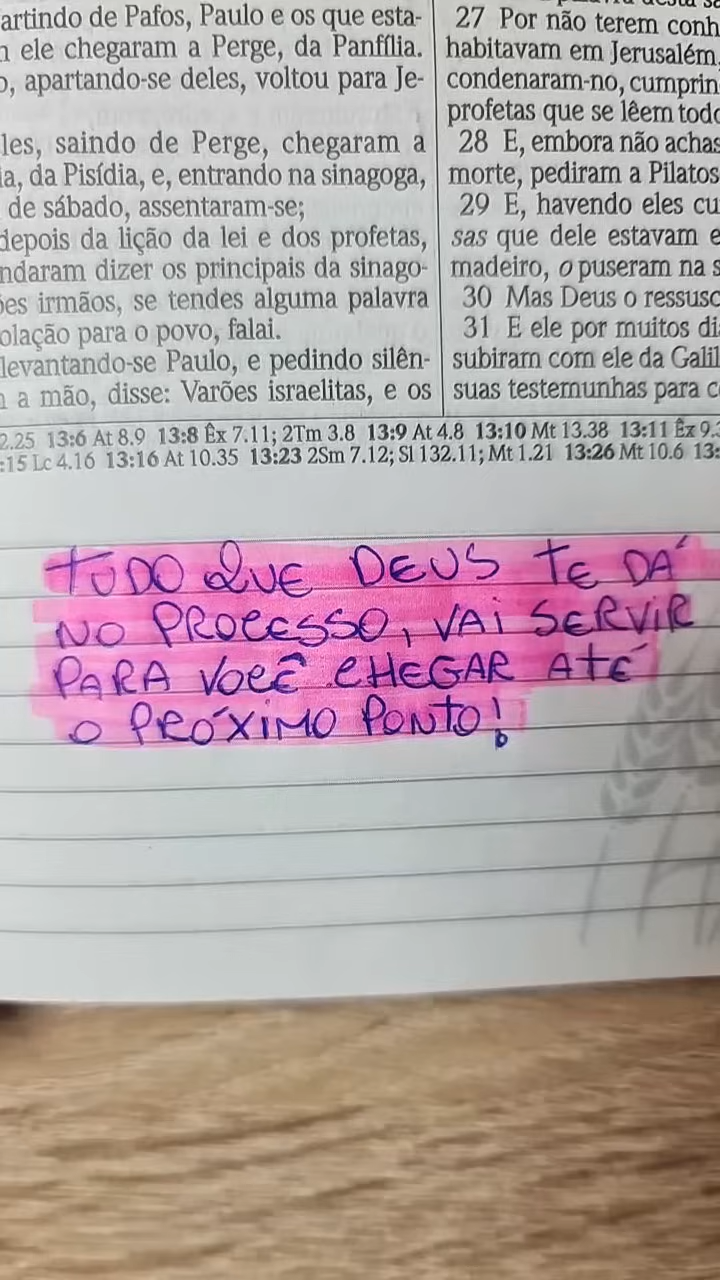 artindo de Pafos, Paulo e os que esta-
ele chegaram a Perge, da Panfília.
apartando-se deles, voltou para Je-
les, saindo de Perge, chegaram a
ia, da Pisídia, e, entrando na sinagoga,
de sábado, assentaram-se;
depois da lição da lei e dos profetas,
ndaram dizer os principais da sinago-
ões irmãos, se tendes alguma palavra
olação para o povo, falai.
levantando-se Paulo, e pedindo silên-
a mão, disse: Varões israelitas, e os
27 Por não terem conh
habitavam em Jerusalém,
condenaram-no, cumprin
profetas que se lêem todo
28 E, embora não achas
morte, pediram a Pilatos
29 E, havendo eles cu
sas que dele estavam e
madeiro, o puseram na s
30 Mas Deus o ressusc
31 E ele por muitos dia
subiram com ele da Galil
suas testemunhas para c
2.25 13:6 At 8.9 13:8 Êx 7.11; 2Tm 3.8 13:9 At 4.8 13:10 Mt 13.38 13:11 Êx 9.3
:15 Lc 4.16 13:16 At 10.35 13:23 2Sm 7.12; Sl 132.11; Mt 1.21 13:26 Mt 10.6 13:
TUDO QUE DEUS TE DÁ
NO PROCESSO, VAI SERVIR
PARA VOCÊ CHEGAR ATÉ
O PRÓXIMO PONTO!